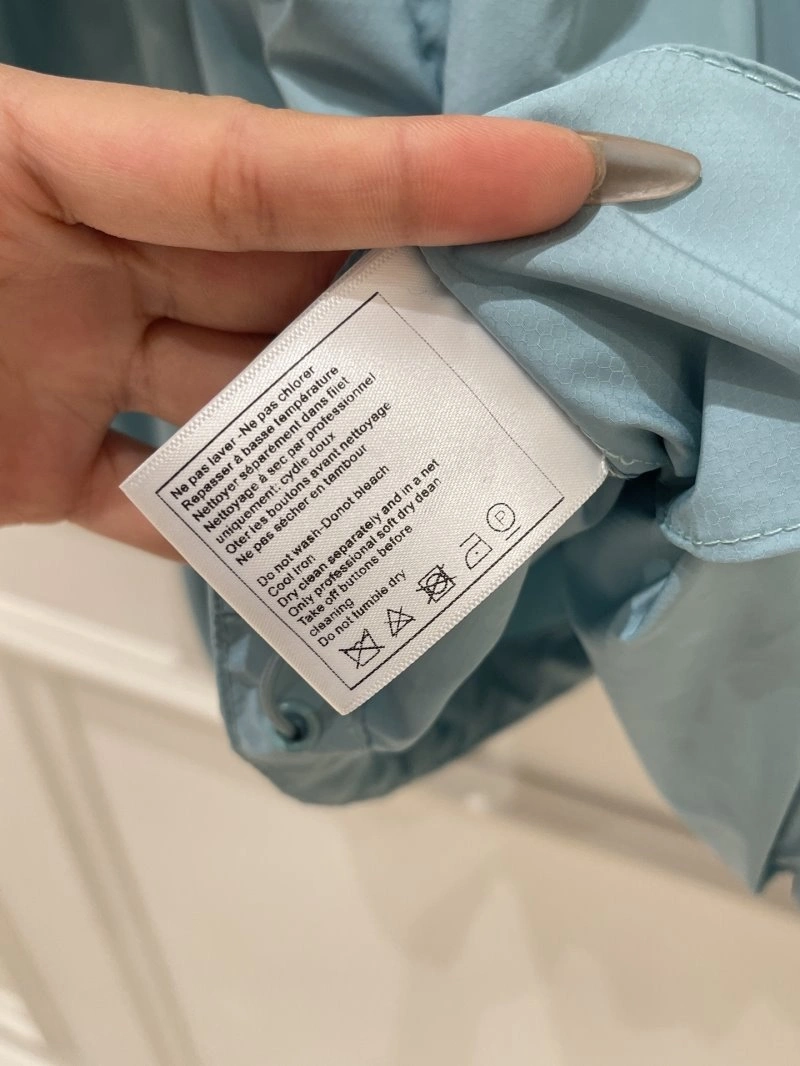 Ne pas laver -Ne pas chlorer
Repasser à basse température
Nettoyer séparément dans filet
Nettoyage à sec par professionnel
uniquement: cydle doux
Oter les boutons avant nettoyage
Ne pas sécher en tambour
Do not wash-Donot bleach
Cool iron
Dry clean separately and in a net
Only professional soft dry dean
Take off buttons before
cleaning
Do not fumble dry
P